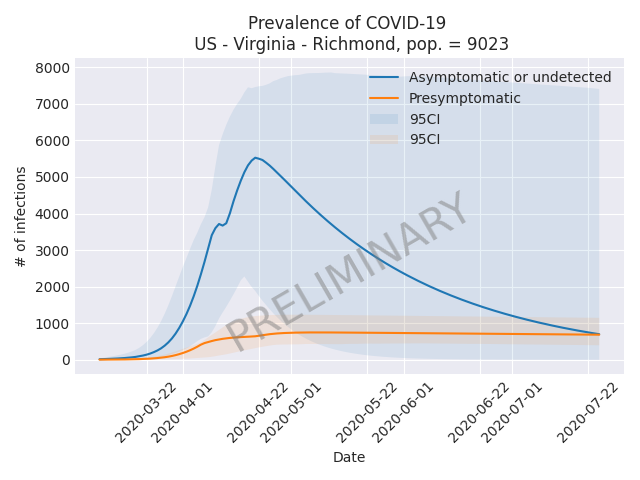 Prevalence of COVID-19
US - Virginia - Richmond, pop. = 9023
Asymptomatic or undetected
Presymptomatic
95CI
95CI
# of infections
8000
7000
6000
5000
4000
3000
2000
1000
0
PRELIMINARY
2020-03-22
2020-04-01
2020-04-22
2020-05-01
2020-05-22
2020-06-01
2020-06-22
2020-07-01
2020-07-22
Date